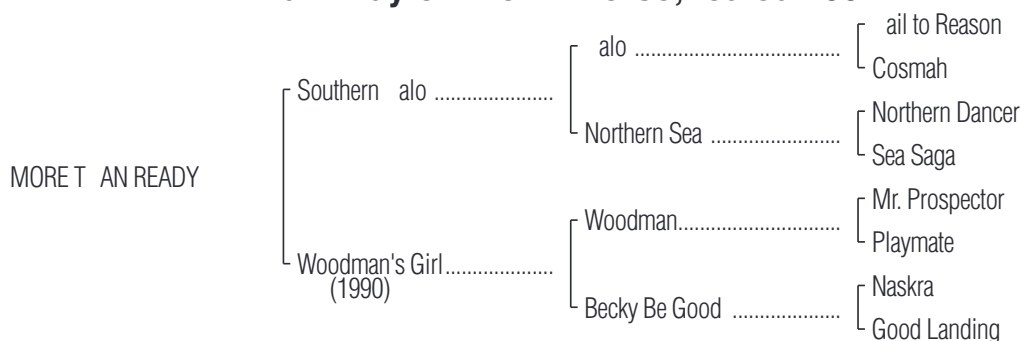 ail to Reason
alo ........................................
Cosmah
Southern alo .......................
Northern Dancer
Northern Sea .........................
Sea Saga
MORE T AN READY
Mr. Prospector
Woodman................................
Playmate
Woodman's Girl.....................
(1990)
Naskra
Becky Be Good .....................
Good Landing